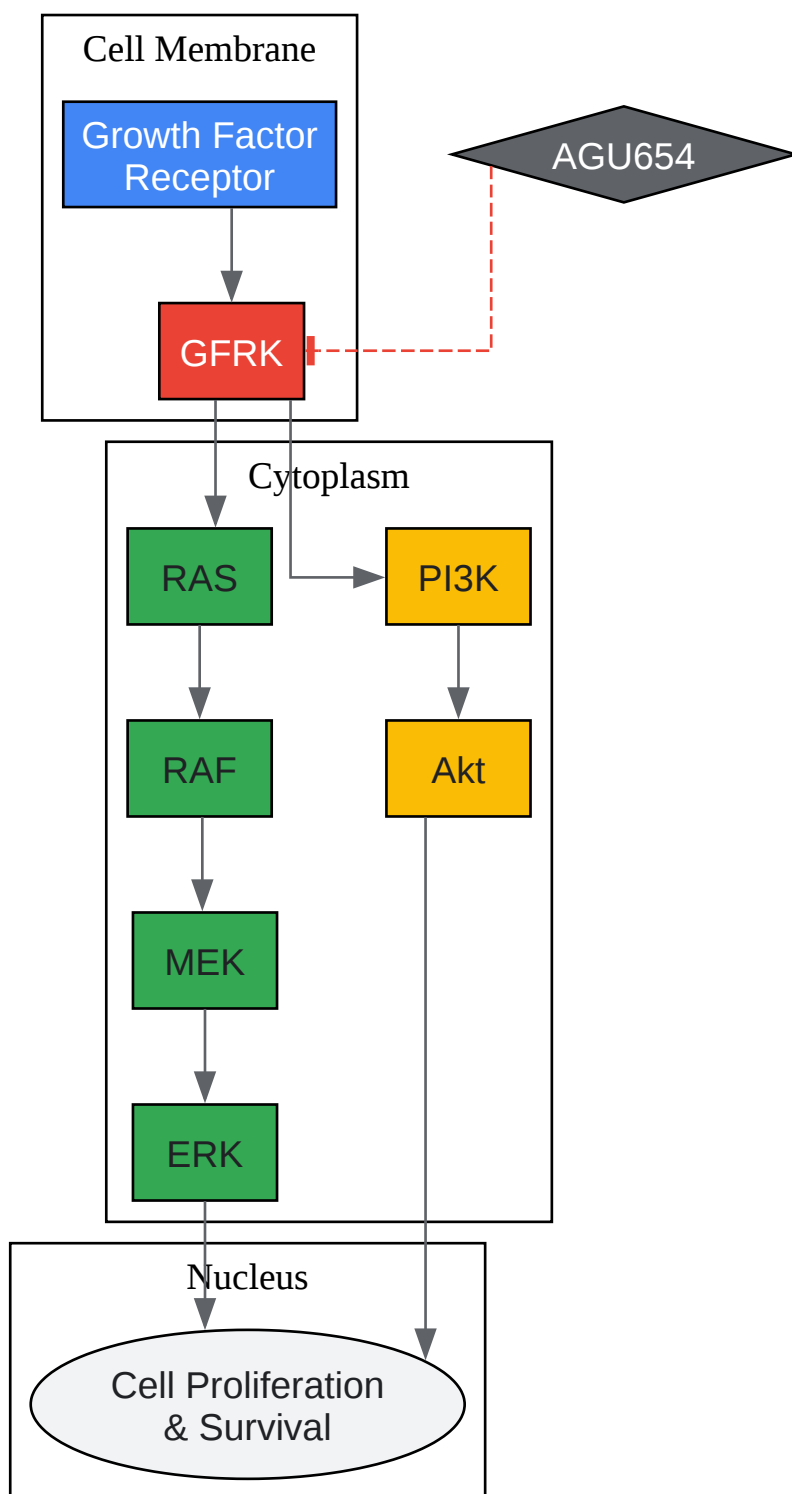 Cell Membrane
Growth Factor
Receptor
AGU654
GFRK
Cytoplasm
RAS
PI3K
RAF
Akt
MEK
ERK
Nucleus
Cell Proliferation
& Survival